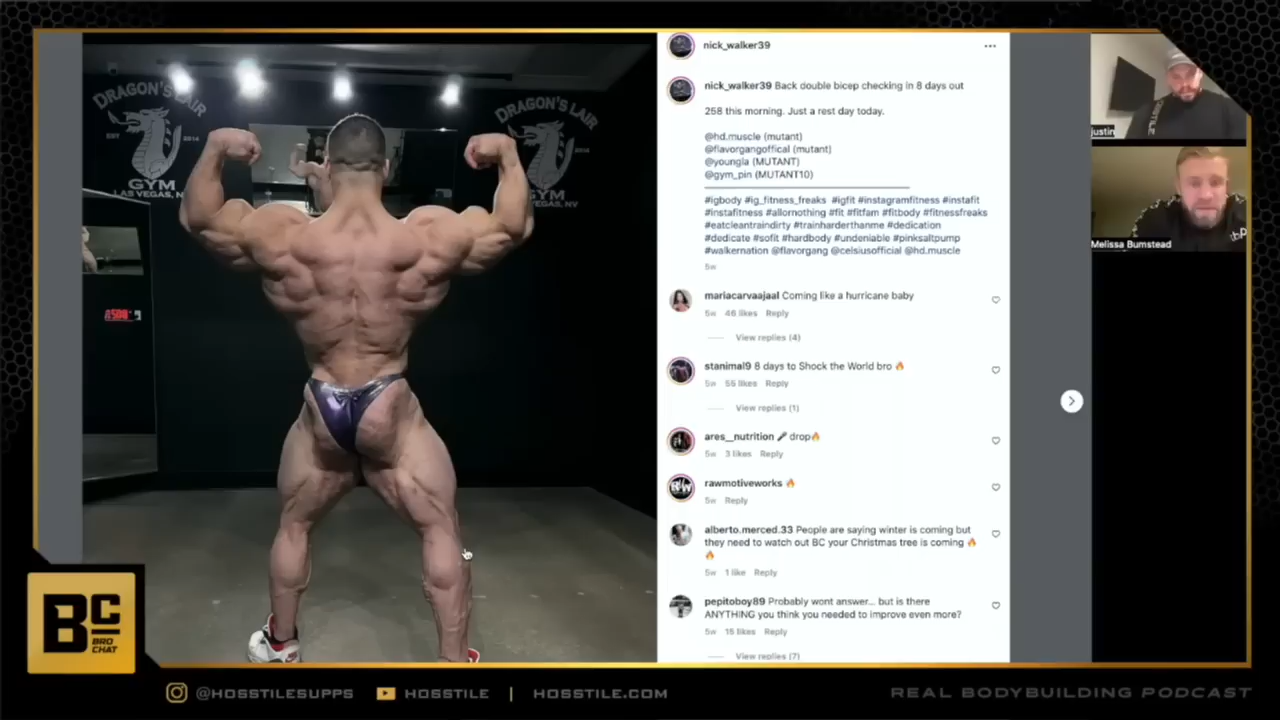 DRAGON'S LAIR
EST
2014
GYM
LAS VEGAS, N
DRAGON'S LAIR
2014
GYM
VEGAS, NV
nick_walker39
nick_walker39 Back double bicep checking in 8 days out
258 this morning. Just a rest day today.
@hd.muscle (mutant)
@flavorgangoffical (mutant)
@youngla (MUTANT)
@gym_pin (MUTANT10)
#igbody #ig_fitness_freaks #igfit #instagramfitness #instafit
#instafitness #allornothing #fit #fitfam #fitbody #fitnessfreaks
#eatcleantraindirty #trainharderthanme #dedication
#dedicate #sofit #hardbody #undeniable #pinksaltpump
#walkernation @flavorgang @celsiusofficial @hd.muscle
5w
mariacarvaajaal Coming like a hurricane baby
5w 46 likes Reply
View replies (4)
stanimal9 8 days to Shock the World bro 🔥
5w 55 likes Reply
View replies (1)
ares__nutrition 🎤 drop🔥
5w 3 likes Reply
rawmotiveworks 🔥
5w Reply
alberto.merced.33 People are saying winter is coming but
they need to watch out BC your Christmas tree is coming 🔥
🔥
5w 1 like Reply
pepitoboy89 Probably wont answer... but is there
ANYTHING you think you needed to improve even more?
5w 15 likes Reply
View replies (7)
justin
Melissa Bumstead
BC
BRO
CHAT
@HOSSTILESUPPS HOSSTILE | HOSSTILE.COM
REAL BODYBUILDING PODCAST